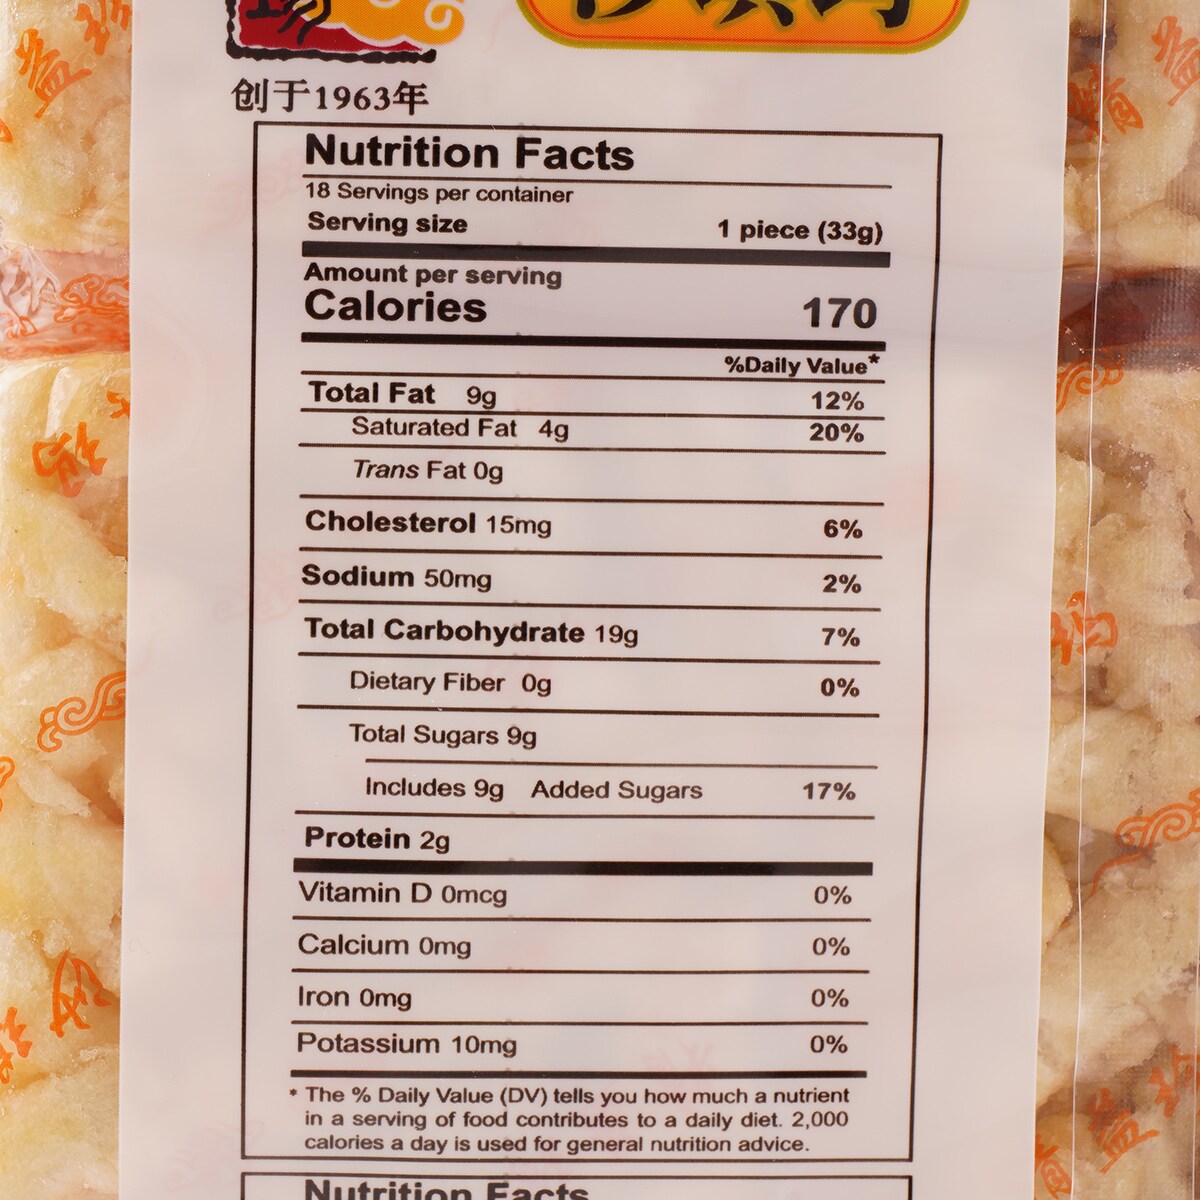 创于1963年
Nutrition Facts
18 Servings per container
Serving size 1 piece (33g)
Amount per serving
Calories 170
%Daily Value*
Total Fat 9g 12%
Saturated Fat 4g 20%
Trans Fat 0g
Cholesterol 15mg 6%
Sodium 50mg 2%
Total Carbohydrate 19g 7%
Dietary Fiber 0g 0%
Total Sugars 9g
Includes 9g Added Sugars 17%
Protein 2g
Vitamin D 0mcg 0%
Calcium 0mg 0%
Iron 0mg 0%
Potassium 10mg 0%
* The % Daily Value (DV) tells you how much a nutrient
in a serving of food contributes to a daily diet. 2,000
calories a day is used for general nutrition advice.
Nutrition Facts